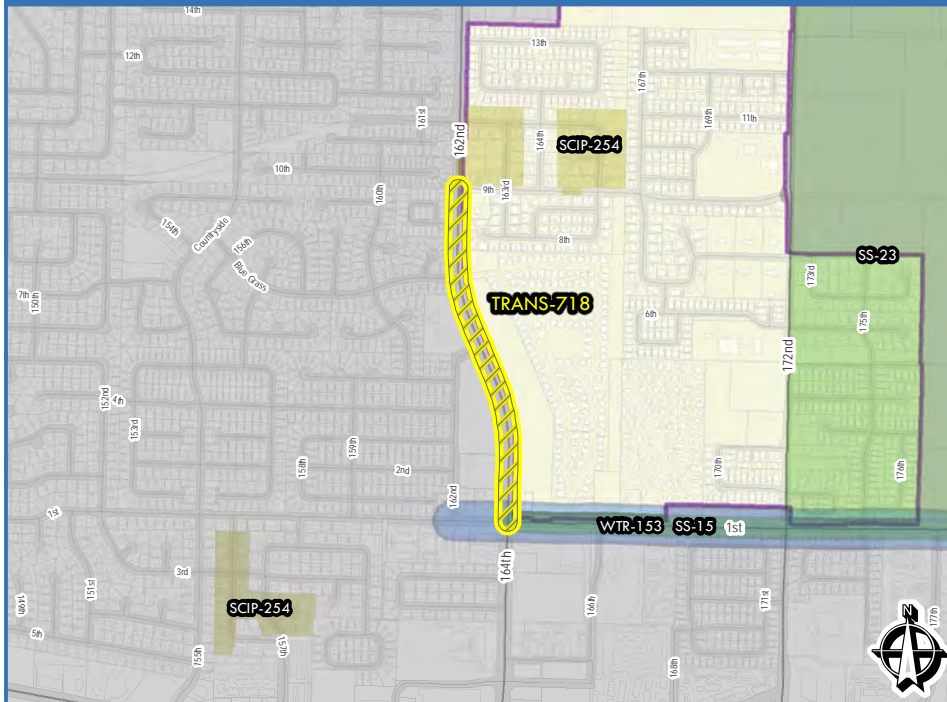 14th
13th
12th
167th
161st
162nd
169th
11th
164th
SCIP-254
10th
160th
9th
163rd
154th
Countryside
156th
8th
SS-23
Blue Grass
173rd
7th
150th
TRANS-718
6th
175th
172nd
152nd
4th
153rd
159th
158th
2nd
170th
176th
162nd
1st
WTR-153
SS-15
1st
164th
3rd
149th
151st
SCIP-254
166th
171st
177th
5th
157th
755th
168th
N